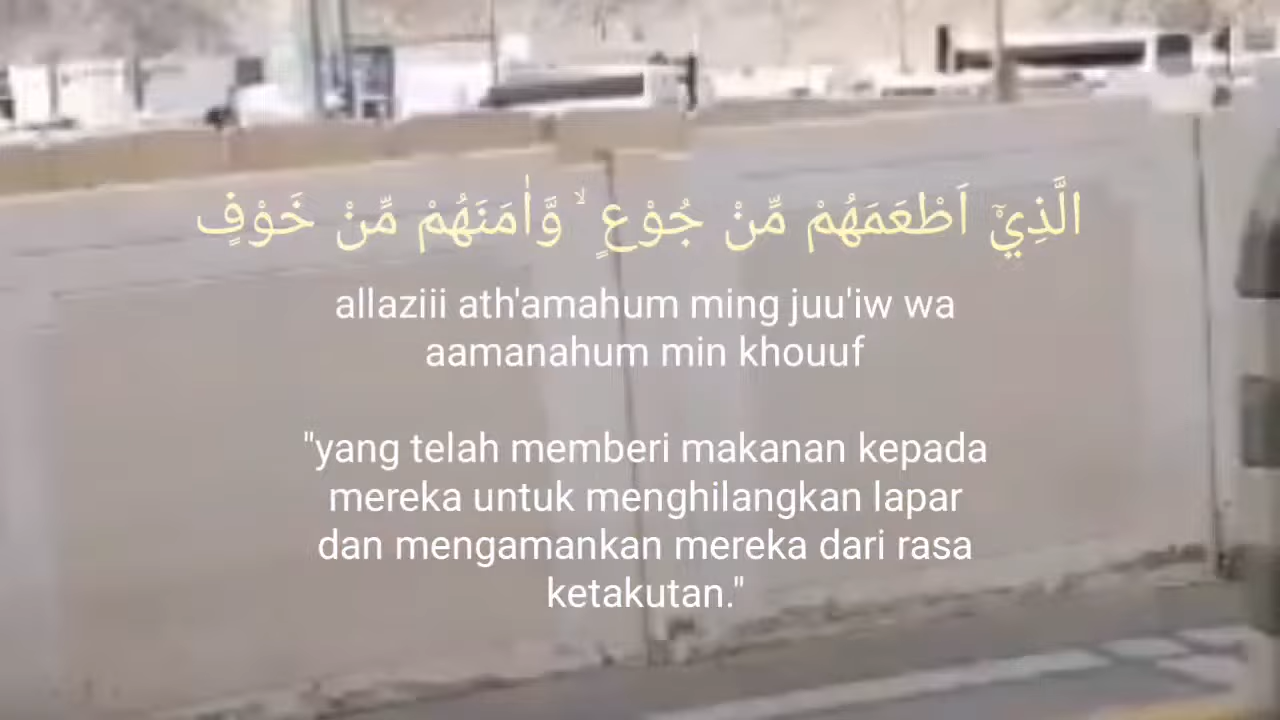 الَّذِيْٓ اَطْعَمَهُمْ مِّنْ جُوْعٍ ۙ وَّاٰمَنَهُمْ مِّنْ خَوْفٍ
allaziii ath'amahum ming juu'iw wa
aamanahum min khouuf
"yang telah memberi makanan kepada
mereka untuk menghilangkan lapar
dan mengamankan mereka dari rasa
ketakutan."